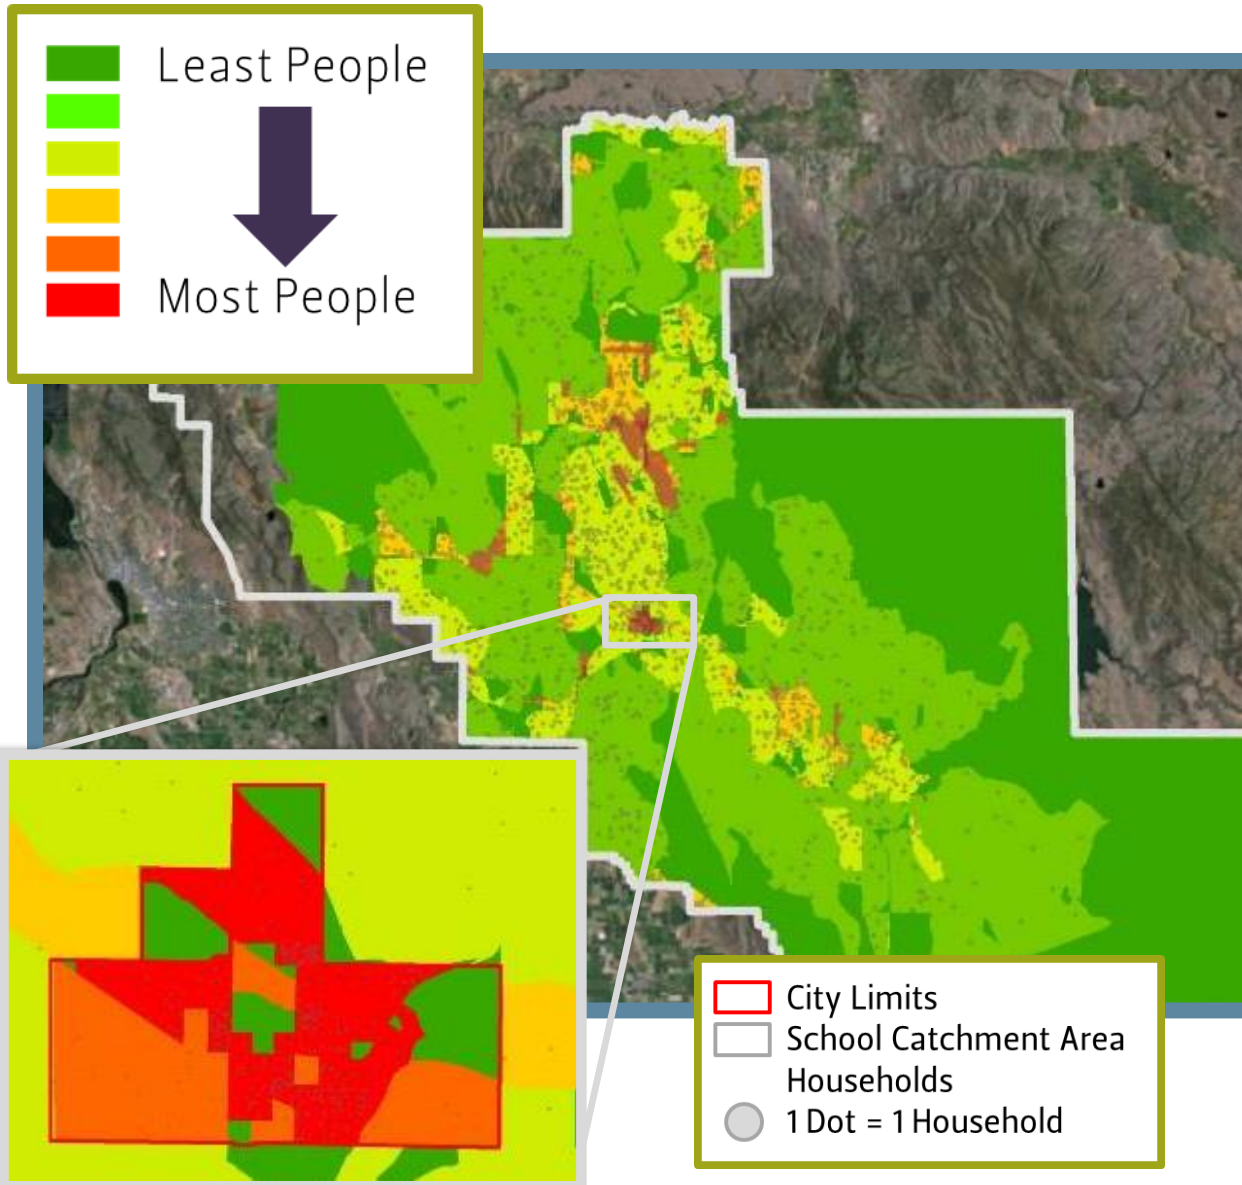 Least People
Most People
City Limits
School Catchment Area
Households
1 Dot = 1 Household